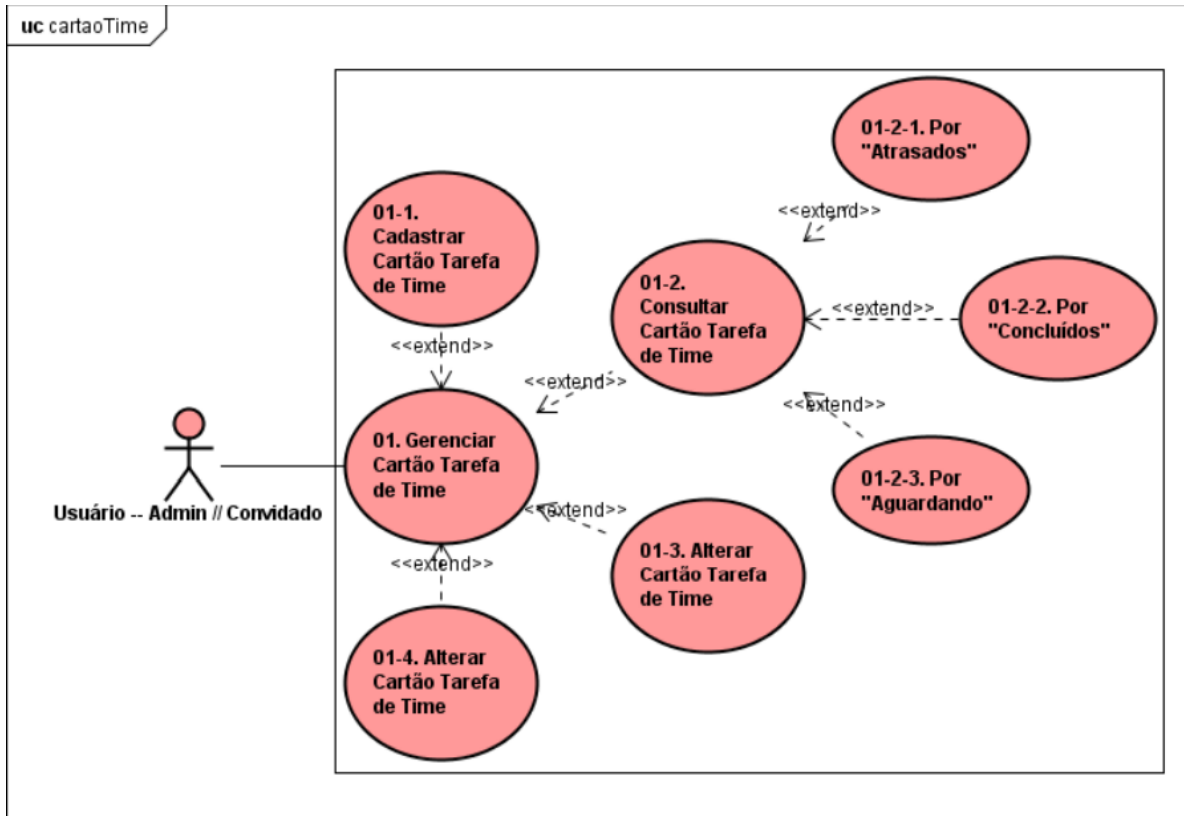 uc cartaoTime
01-2-1. Por
"Atrasados"
<<extend>>
01-1.
Cadastrar
Cartão Tarefa
de Time
<<extend>>
01-2.
Consultar
Cartão Tarefa
de Time
<<extend>>
01-2-2. Por
"Concluídos"
<<extend>>
<<extend>>
01. Gerenciar
Cartão Tarefa
de Time
Usuário -- Admin // Convidado
01-2-3. Por
"Aguardando"
<<extend>>
01-3. Alterar
Cartão Tarefa
de Time
<<extend>>
01-4. Alterar
Cartão Tarefa
de Time